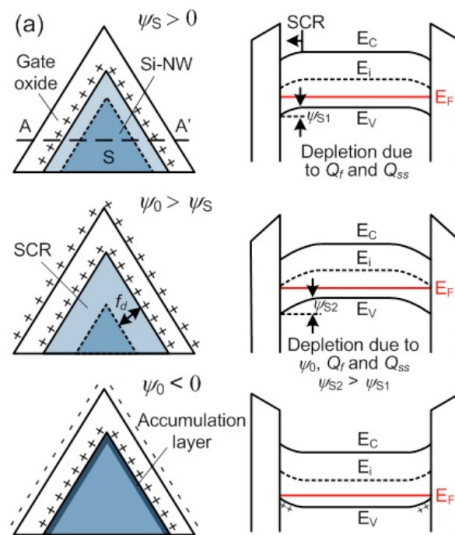 (a)
ψS > 0
Gate oxide
Si-NW
A
A'
S
SCR
EC
Ei
EF
ψS1
EV
Depletion due
to Qf and Qss
ψ0 > ψS
SCR
fd
EC
Ei
EF
ψS2
EV
Depletion due to
ψ0, Qf and Qss
ψS2 > ψS1
ψ0 < 0
Accumulation
layer
EC
Ei
EF
EV